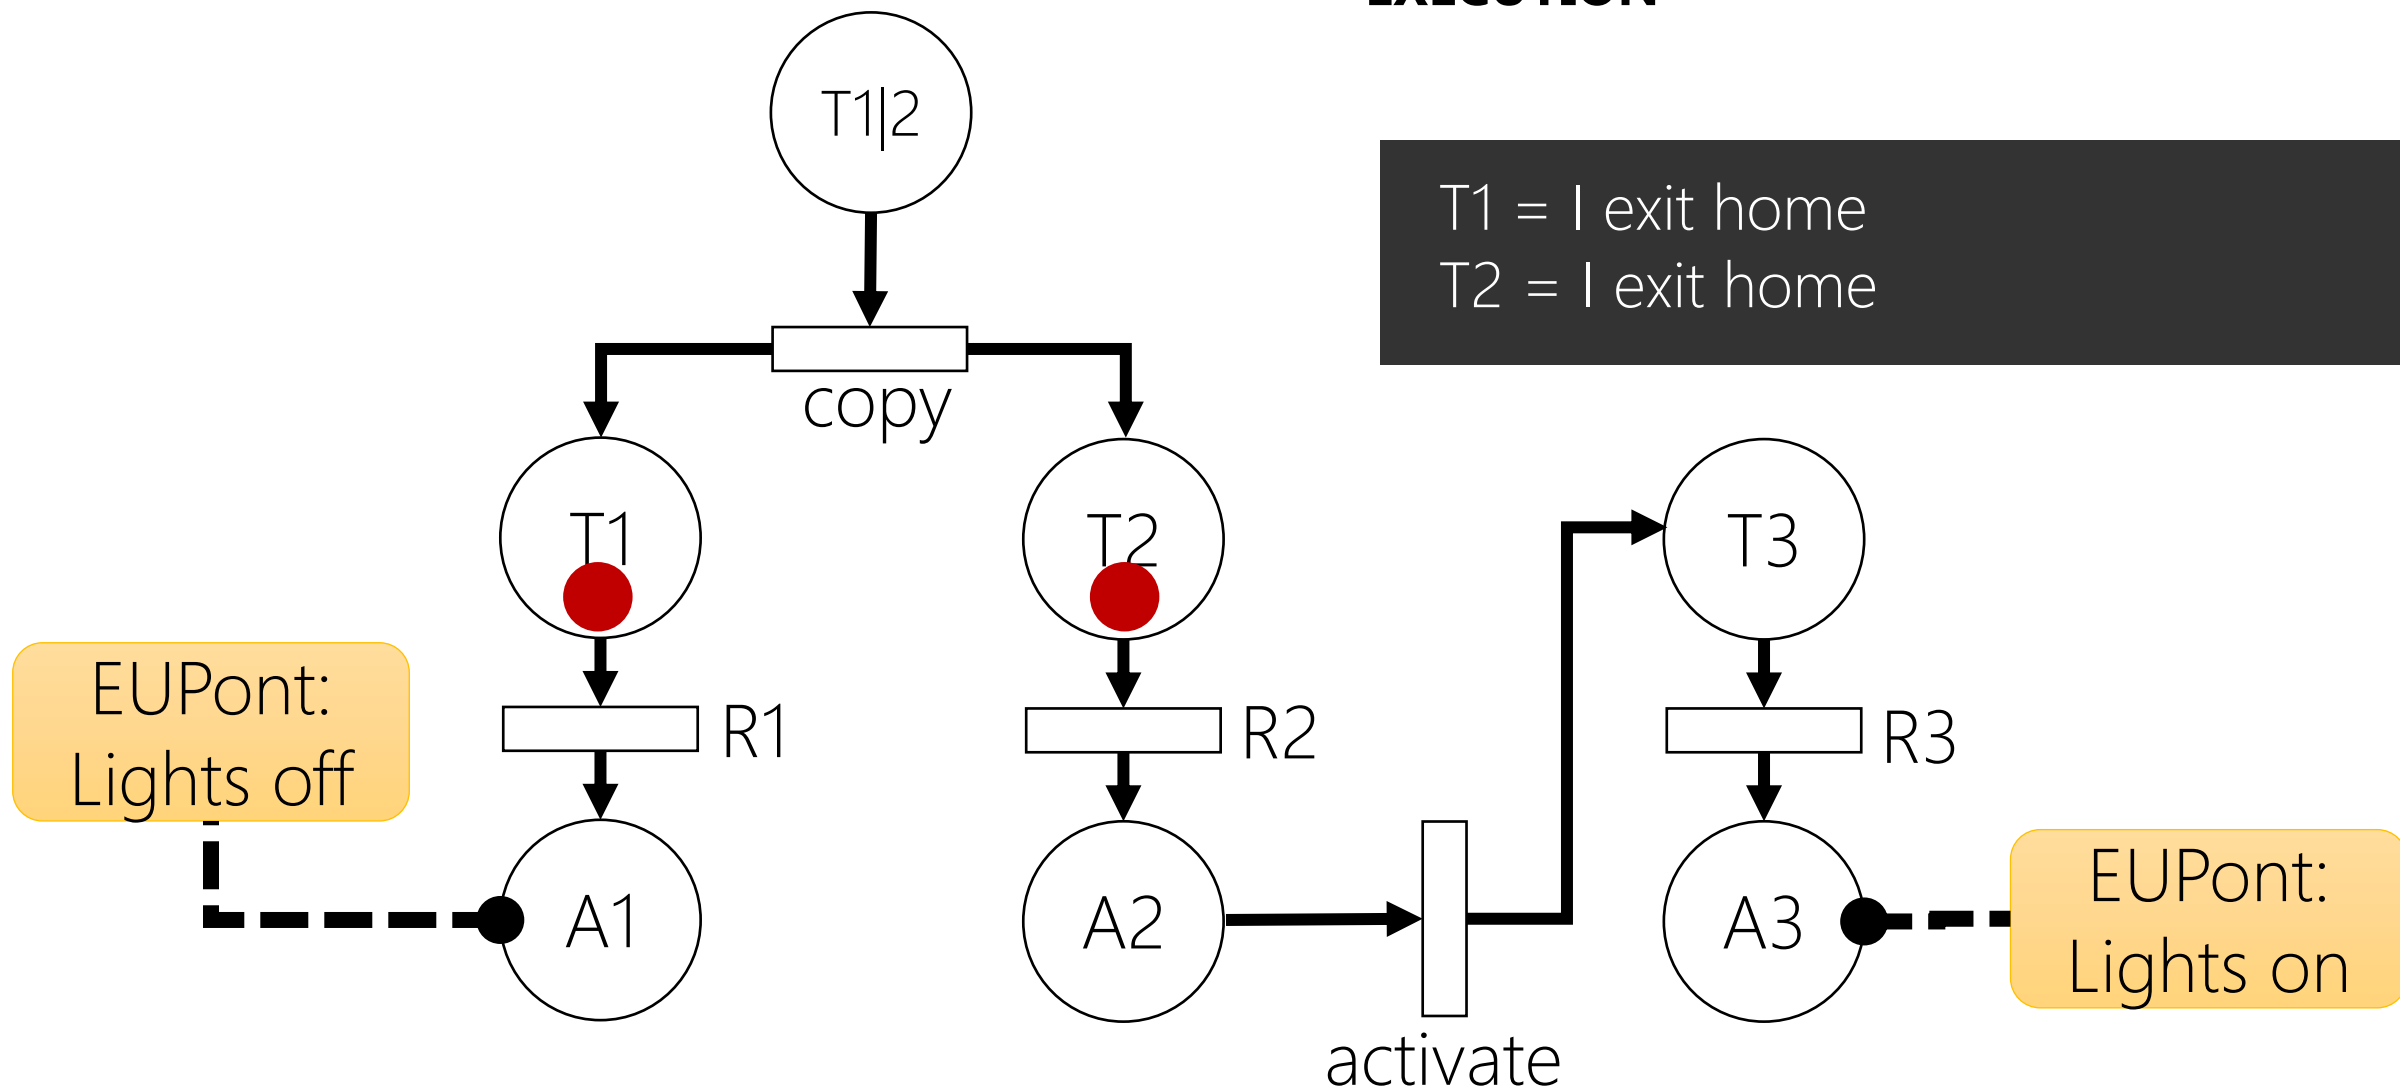 EXECUTION
T1|2
T1 = I exit home
T2 = I exit home
copy
T1
T2
T3
EUPont:
Lights off
R1
R2
R3
A1
A2
A3
EUPont:
Lights on
activate